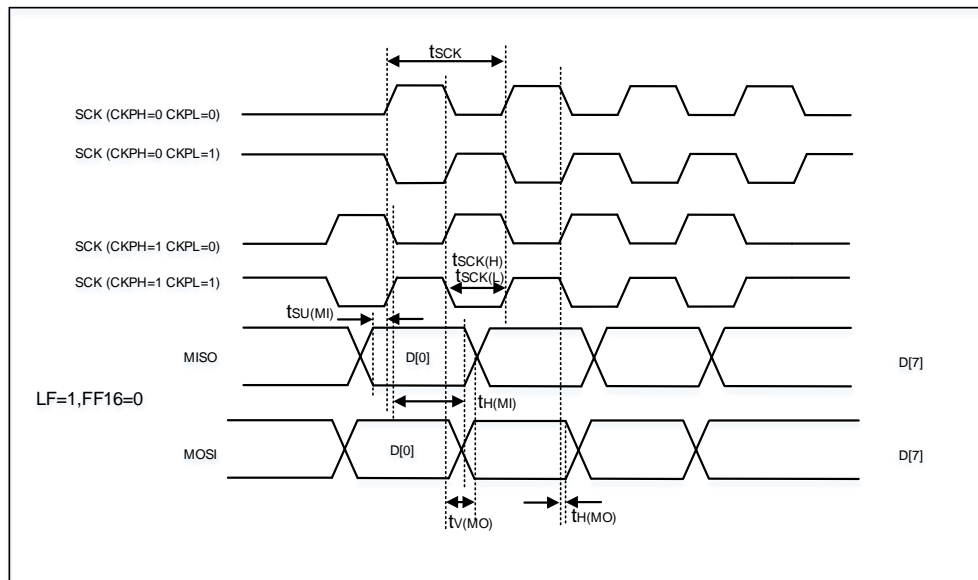 tSCK
SCK (CKPH=0 CKPL=0)
SCK (CKPH=0 CKPL=1)
SCK (CKPH=1 CKPL=0)
tSCK(H)
tSCK(L)
SCK (CKPH=1 CKPL=1)
tSU(MI)
MISO
D[0]
D[7]
LF=1,FF16=0
tH(MI)
MOSI
D[0]
D[7]
tV(MO)
tH(MO)